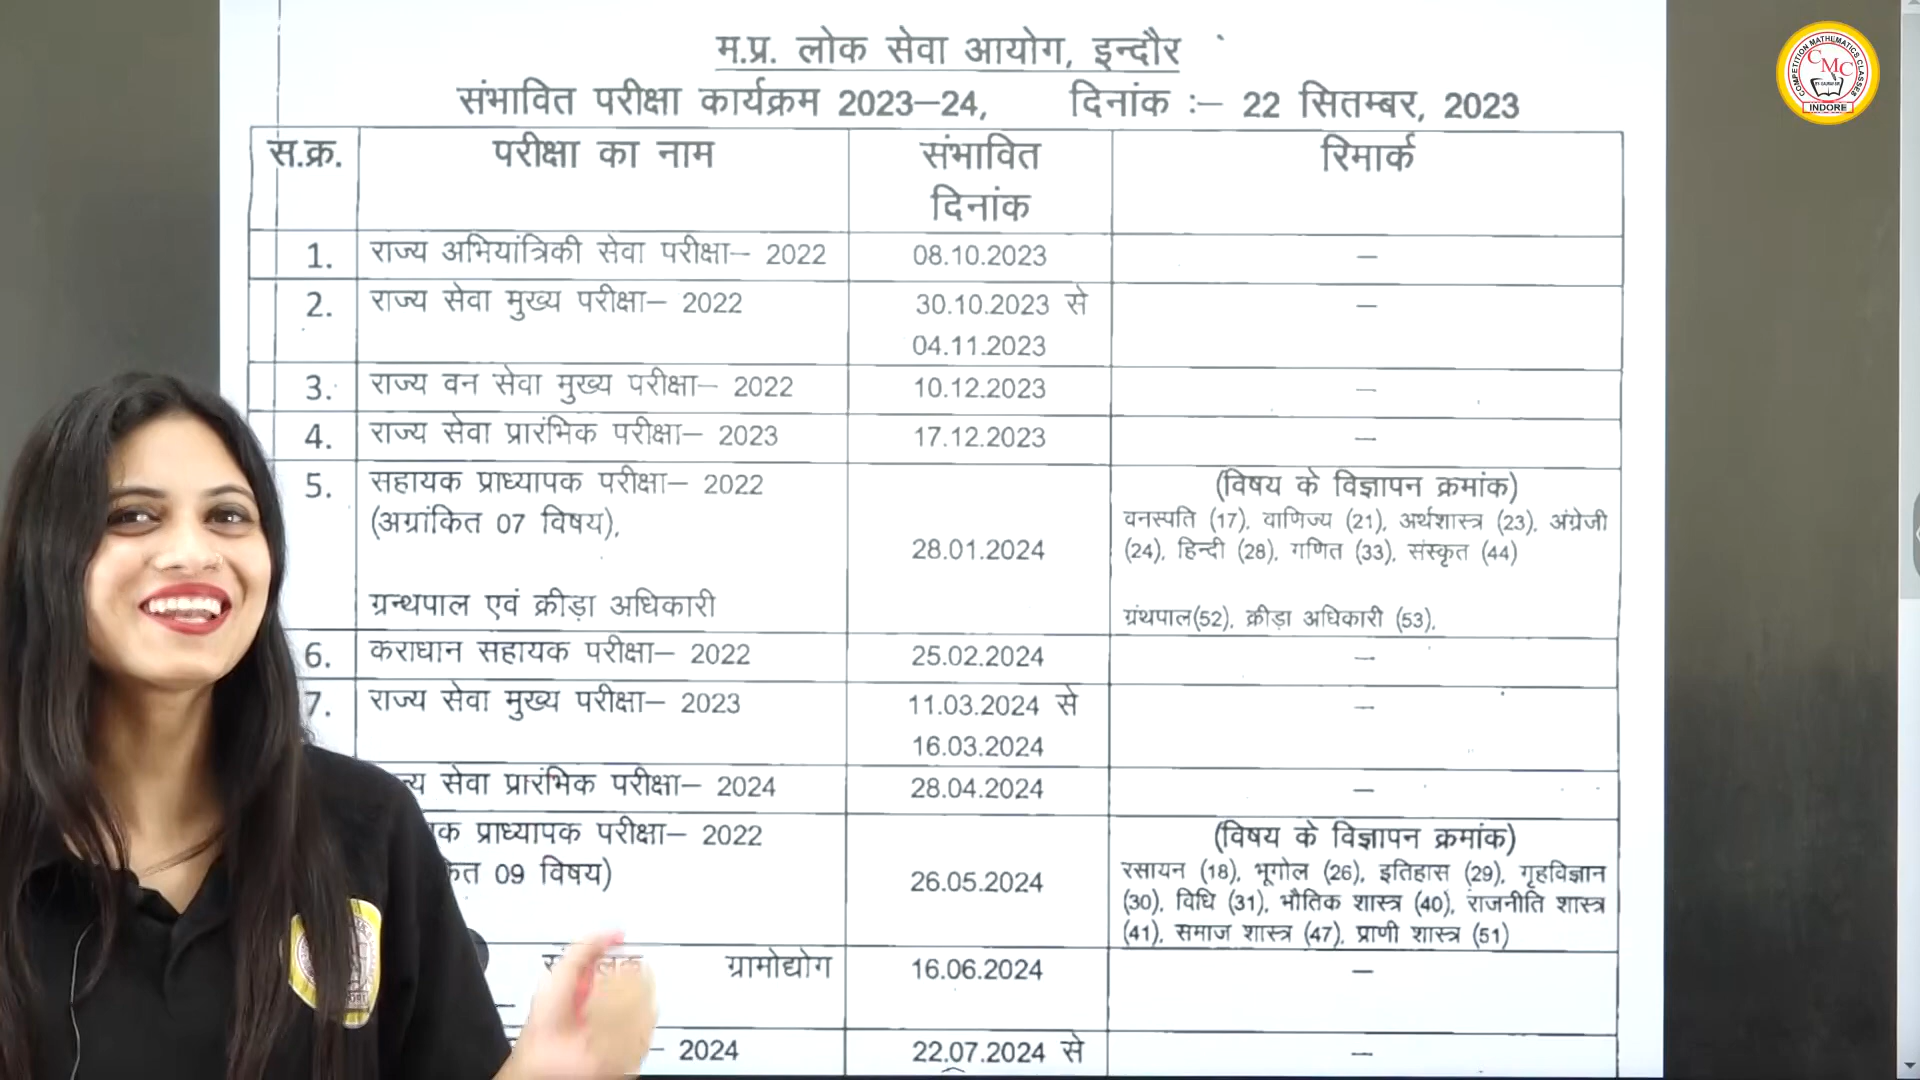 म.प्र. लोक सेवा आयोग, इन्दौर
संभावित परीक्षा कार्यक्रम 2023–24, दिनांक :– 22 सितम्बर, 2023
स.क्र. परीक्षा का नाम संभावित दिनांक रिमार्क
1. राज्य अभियांत्रिकी सेवा परीक्षा– 2022 08.10.2023 –
2. राज्य सेवा मुख्य परीक्षा– 2022 30.10.2023 से 04.11.2023 –
3. राज्य वन सेवा मुख्य परीक्षा– 2022 10.12.2023 –
4. राज्य सेवा प्रारंभिक परीक्षा– 2023 17.12.2023 –
5. सहायक प्राध्यापक परीक्षा– 2022
(अग्रांकित 07 विषय),
ग्रन्थपाल एवं क्रीड़ा अधिकारी
28.01.2024
(विषय के विज्ञापन क्रमांक)
वनस्पति (17), वाणिज्य (21), अर्थशास्त्र (23), अंग्रेजी
(24), हिन्दी (28), गणित (33), संस्कृत (44)
ग्रंथपाल(52), क्रीड़ा अधिकारी (53),
6. कराधान सहायक परीक्षा– 2022 25.02.2024 –
7. राज्य सेवा मुख्य परीक्षा– 2023 11.03.2024 से 16.03.2024 –
सेवा प्रारंभिक परीक्षा– 2024 28.04.2024 –
प्राध्यापक परीक्षा– 2022
09 विषय)
26.05.2024
(विषय के विज्ञापन क्रमांक)
रसायन (18), भूगोल (26), इतिहास (29), गृहविज्ञान
(30), विधि (31), भौतिक शास्त्र (40), राजनीति शास्त्र
(41), समाज शास्त्र (47), प्राणी शास्त्र (51)
ग्रामोद्योग 16.06.2024 –
– 2024 22.07.2024 से –
COMPETITION MATHEMATICS CLASSES
CMC
INDORE